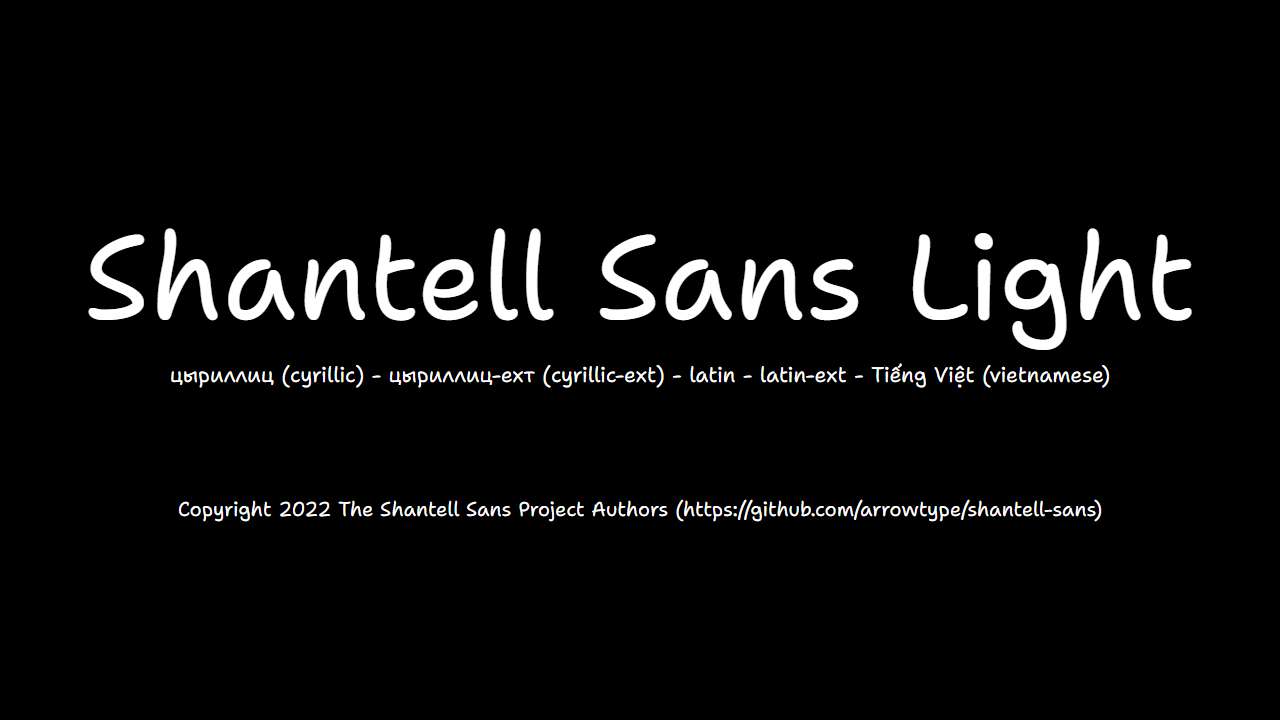 Shantell Sans Light
цыриллиц (cyrillic) - цыриллиц-ехт (cyrillic-ext) - latin - latin-ext - Tiếng Việt (vietnamese)
Copyright 2022 The Shantell Sans Project Authors (https://github.com/arrowtype/shantell-sans)